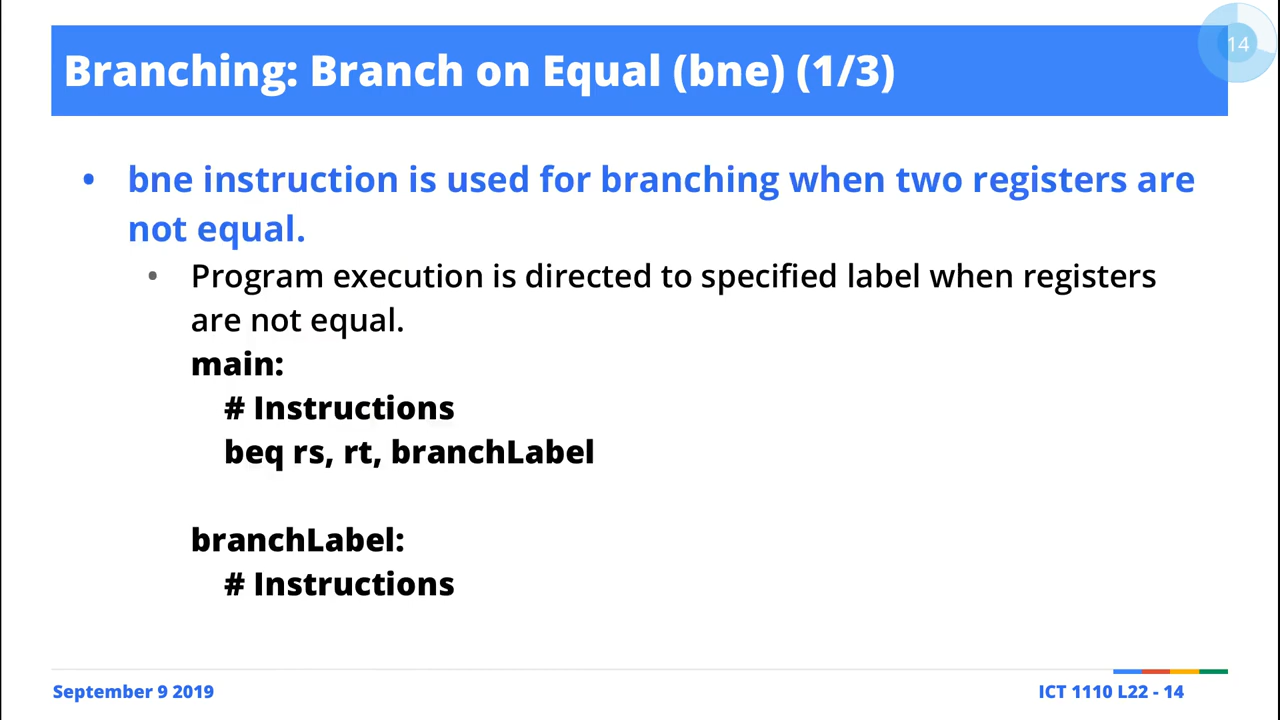 14
Branching: Branch on Equal (bne) (1/3)
• bne instruction is used for branching when two registers are
not equal.
• Program execution is directed to specified label when registers
are not equal.
main:
# Instructions
beq rs, rt, branchLabel
branchLabel:
# Instructions
September 9 2019
ICT 1110 L22 - 14